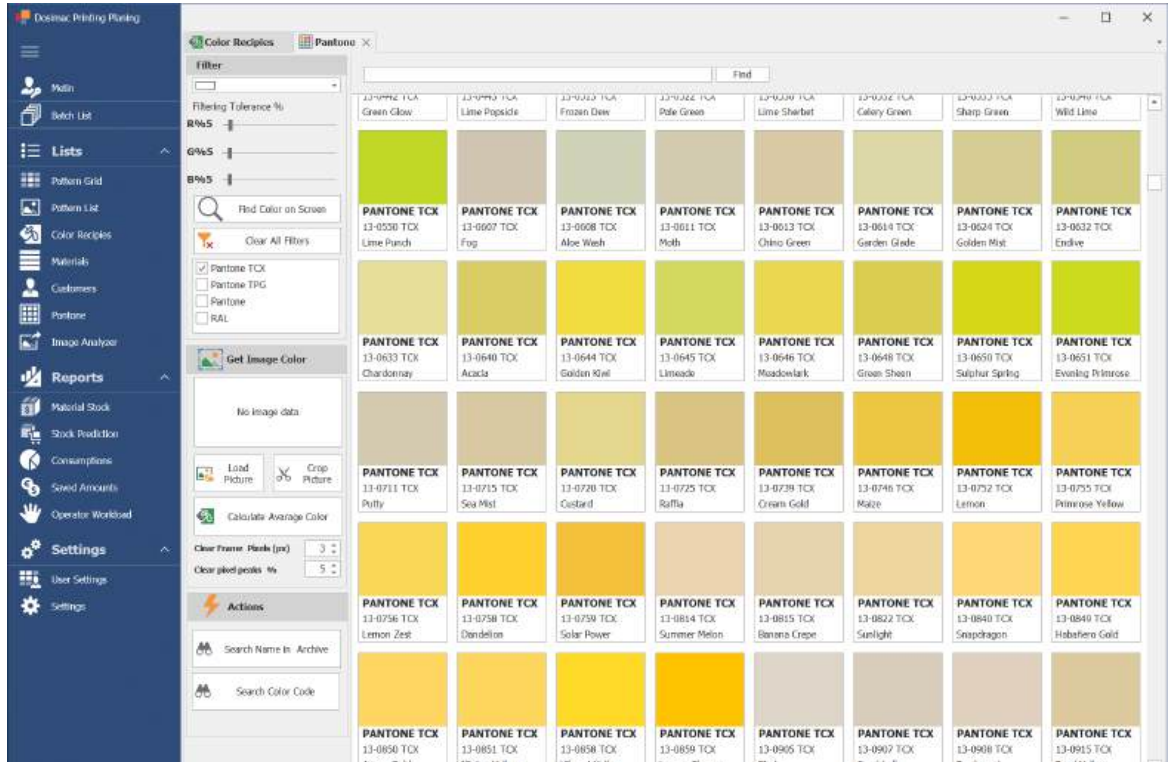 Dosimac Printing Planing
Color Recipies
Pantone
Filter
Find
Filtering Tolerance %
R%5
G%5
B%5
Find Color on Screen
Clear All Filters
Pantone TCX
Pantone TPG
Pantone
RAL
Get Image Color
No image data
Load Picture
Crop Picture
Calculate Avarage Color
Clear Frame Pixels (px) 3
Clear pixel peaks % 5
Actions
Search Name in Archive
Search Color Code
Batch List
Lists
Pattern Grid
Pattern List
Color Recipies
Materials
Customers
Pantone
Image Analyzer
Reports
Material Stock
Stock Prediction
Consumptions
Saved Amounts
Operator Workload
Settings
User Settings
Settings
Green Glow Lime Popsicle Frozen Dew Pale Green Lime Sherbet Celery Green Sharp Green Wild Lime
PANTONE TCX PANTONE TCX PANTONE TCX PANTONE TCX PANTONE TCX PANTONE TCX PANTONE TCX PANTONE TCX
13-0550 TCX 13-0607 TCX 13-0608 TCX 13-0611 TCX 13-0613 TCX 13-0614 TCX 13-0624 TCX 13-0632 TCX
Lime Punch Fog Aloe Wash Moth Chino Green Garden Glade Golden Mist Endive
PANTONE TCX PANTONE TCX PANTONE TCX PANTONE TCX PANTONE TCX PANTONE TCX PANTONE TCX PANTONE TCX
13-0633 TCX 13-0640 TCX 13-0644 TCX 13-0645 TCX 13-0646 TCX 13-0648 TCX 13-0650 TCX 13-0651 TCX
Chardonnay Acacia Golden Kiwi Limeade Meadowlark Green Sheen Sulphur Spring Evening Primrose
PANTONE TCX PANTONE TCX PANTONE TCX PANTONE TCX PANTONE TCX PANTONE TCX PANTONE TCX PANTONE TCX
13-0711 TCX 13-0715 TCX 13-0720 TCX 13-0725 TCX 13-0739 TCX 13-0746 TCX 13-0752 TCX 13-0755 TCX
Putty Sea Mist Custard Raffia Cream Gold Maize Lemon Primrose Yellow
PANTONE TCX PANTONE TCX PANTONE TCX PANTONE TCX PANTONE TCX PANTONE TCX PANTONE TCX PANTONE TCX
13-0756 TCX 13-0758 TCX 13-0759 TCX 13-0814 TCX 13-0815 TCX 13-0822 TCX 13-0840 TCX 13-0849 TCX
Lemon Zest Dandelion Solar Power Summer Melon Banana Crepe Sunlight Snapdragon Habañero Gold
PANTONE TCX PANTONE TCX PANTONE TCX PANTONE TCX PANTONE TCX PANTONE TCX PANTONE TCX PANTONE TCX
13-0850 TCX 13-0851 TCX 13-0858 TCX 13-0859 TCX 13-0905 TCX 13-0907 TCX 13-0908 TCX 13-0915 TCX